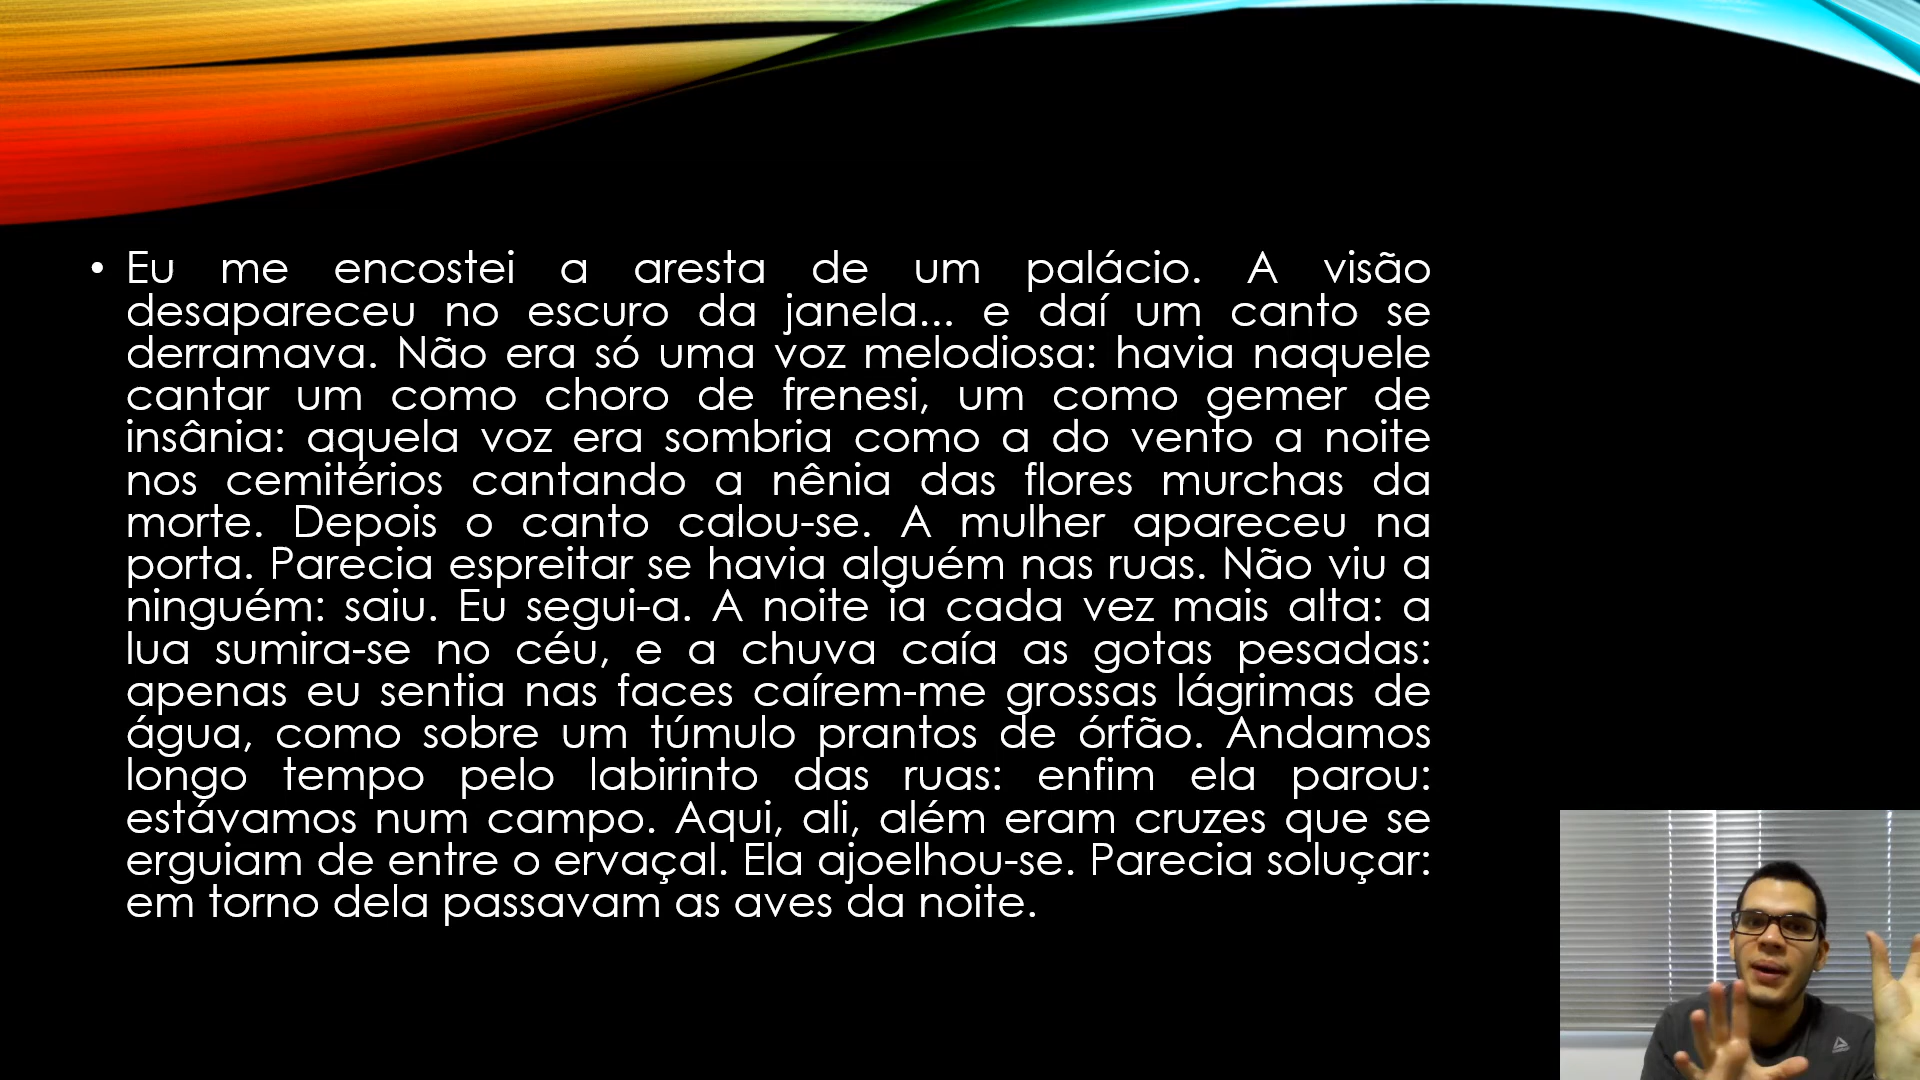 • Eu me encostei a aresta de um palácio. A visão
desapareceu no escuro da janela... e daí um canto se
derramava. Não era só uma voz melodiosa: havia naquele
cantar um como choro de frenesi, um como gemer de
insânia: aquela voz era sombria como a do vento a noite
nos cemitérios cantando a nênia das flores murchas da
morte. Depois o canto calou-se. A mulher apareceu na
porta. Parecia espreitar se havia alguém nas ruas. Não viu a
ninguém: saiu. Eu segui-a. A noite ia cada vez mais alta: a
lua sumira-se no céu, e a chuva caía as gotas pesadas:
apenas eu sentia nas faces caírem-me grossas lágrimas de
água, como sobre um túmulo prantos de órfão. Andamos
longo tempo pelo labirinto das ruas: enfim ela parou:
estávamos num campo. Aqui, ali, além eram cruzes que se
erguiam de entre o ervaçal. Ela ajoelhou-se. Parecia soluçar:
em torno dela passavam as aves da noite.